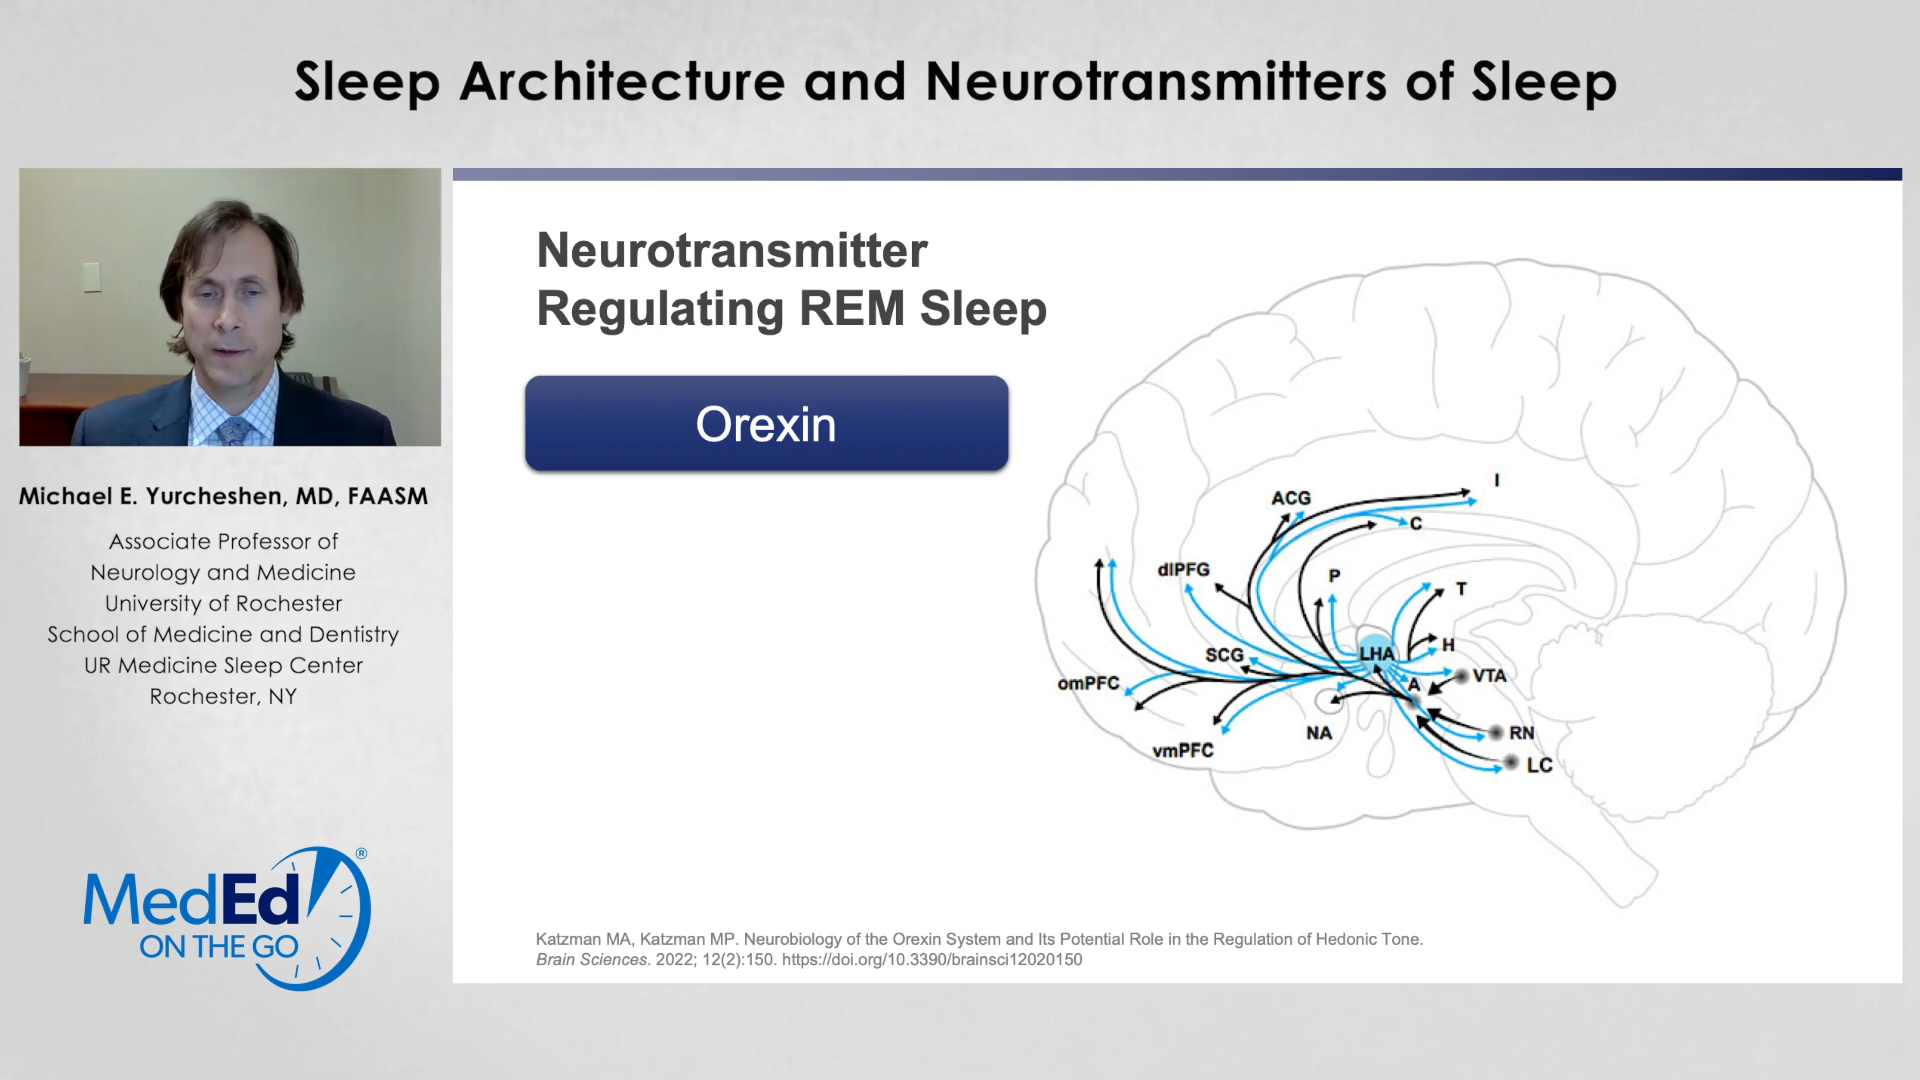 Sleep Architecture and Neurotransmitters of Sleep
Michael E. Yurcheshen, MD, FAASM
Associate Professor of
Neurology and Medicine
University of Rochester
School of Medicine and Dentistry
UR Medicine Sleep Center
Rochester, NY
MedEd®
ON THE GO
Neurotransmitter
Regulating REM Sleep
Orexin
I
ACG
C
dlPFG
P
T
H
LHA
SCG
VTA
A
omPFC
NA
RN
vmPFC
LC
Katzman MA, Katzman MP. Neurobiology of the Orexin System and Its Potential Role in the Regulation of Hedonic Tone.
Brain Sciences. 2022; 12(2):150. https://doi.org/10.3390/brainsci12020150